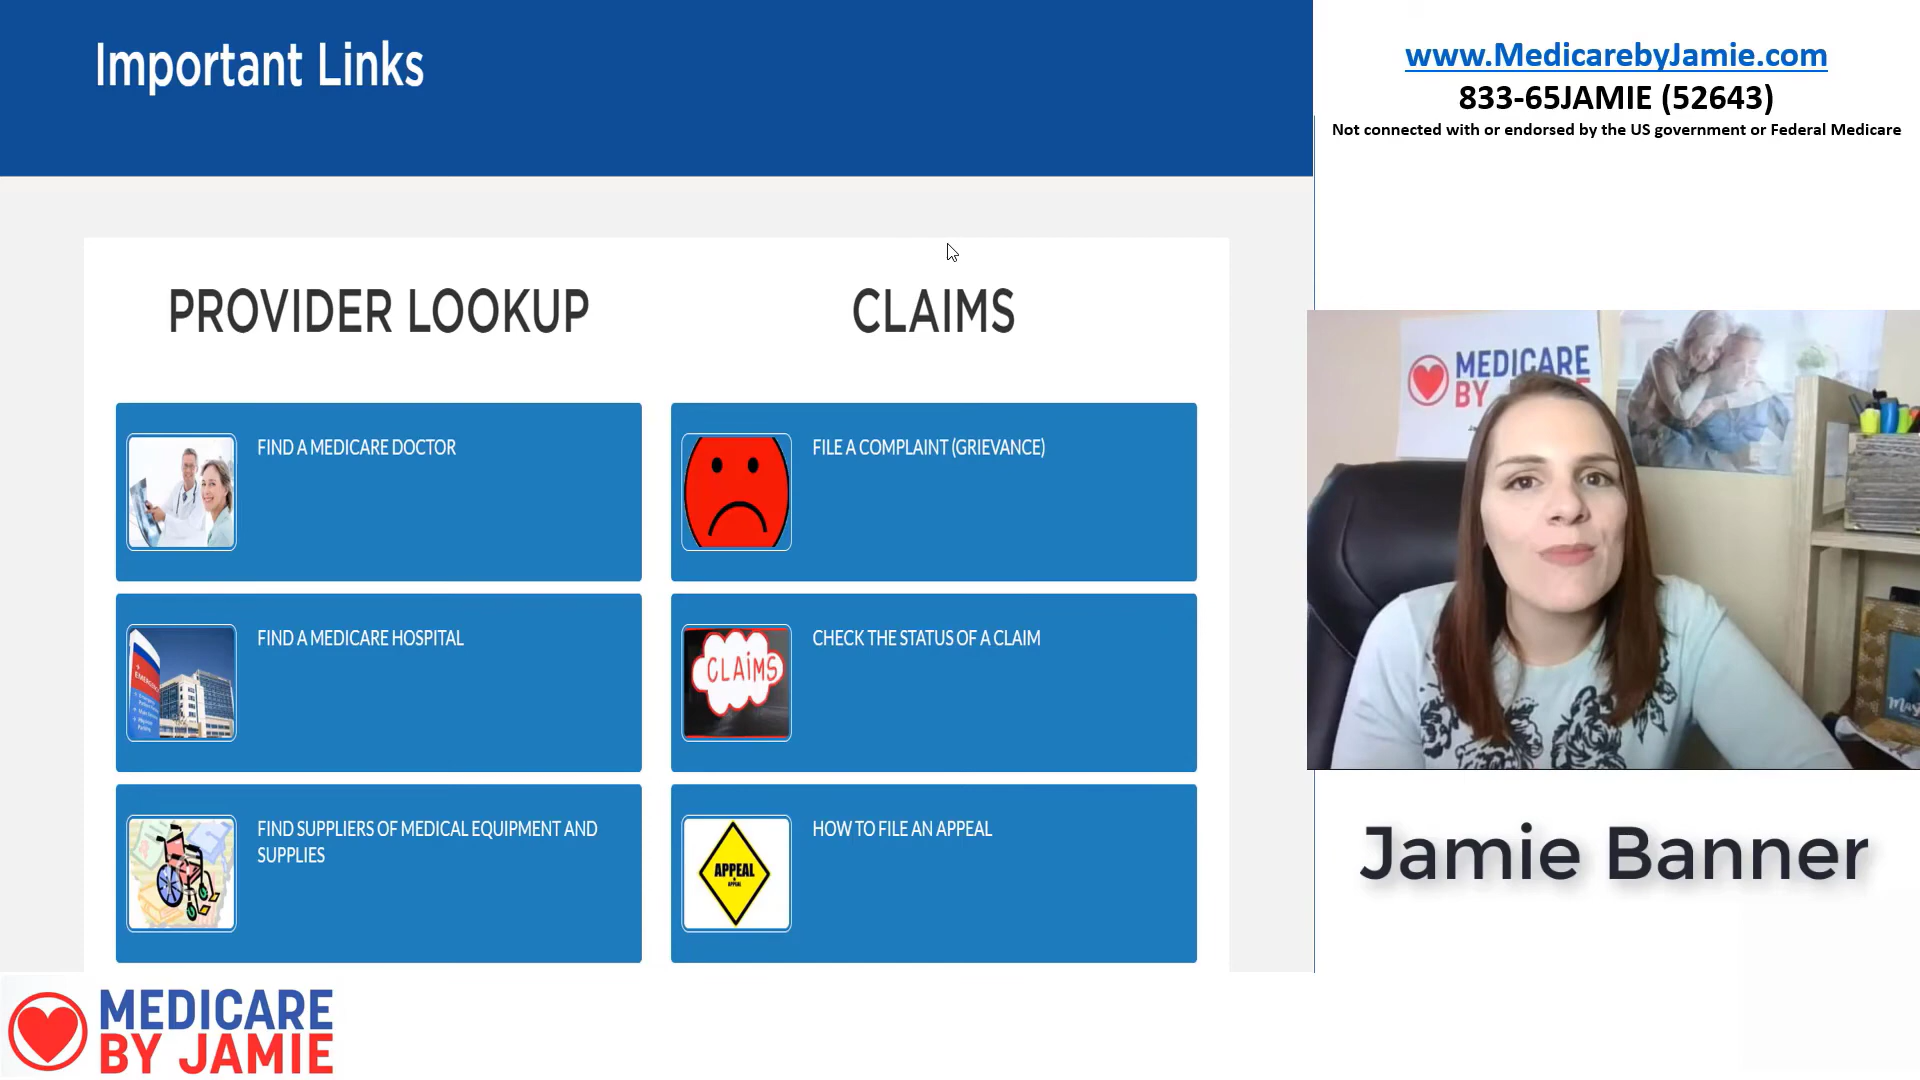 Important Links
www.MedicarebyJamie.com
833-65JAMIE (52643)
Not connected with or endorsed by the US government or Federal Medicare
PROVIDER LOOKUP
CLAIMS
FIND A MEDICARE DOCTOR
FILE A COMPLAINT (GRIEVANCE)
FIND A MEDICARE HOSPITAL
CHECK THE STATUS OF A CLAIM
CLAiMS
FIND SUPPLIERS OF MEDICAL EQUIPMENT AND
SUPPLIES
HOW TO FILE AN APPEAL
APPEAL
MEDICARE
BY
Jamie Banner
MEDICARE
BY JAMIE